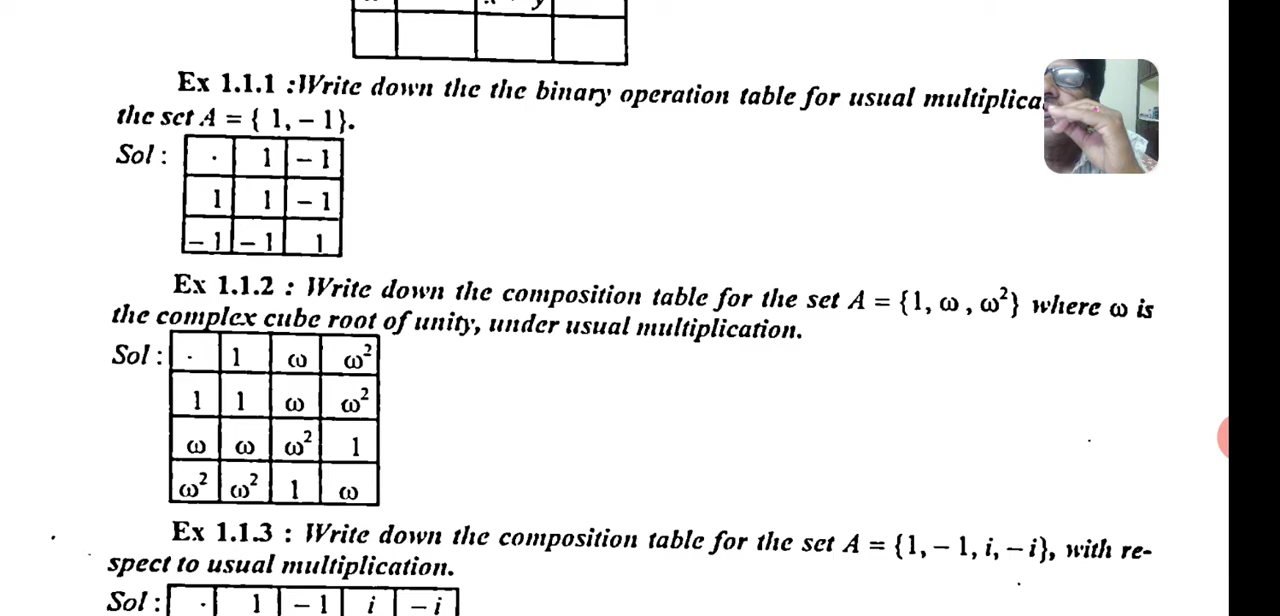 Ex 1.1.1 :Write down the the binary operation table for usual
the set A = { 1, – 1}.
Sol :
· 1 – 1
1 1 – 1
– 1 – 1 1
Ex 1.1.2 : Write down the composition table for the set A = {1, ω , ω²} where ω is
the complex cube root of unity, under usual multiplication.
Sol :
· 1 ω ω²
1 1 ω ω²
ω ω ω² 1
ω² ω² 1 ω
Ex 1.1.3 : Write down the composition table for the set A = {1, – 1, i, – i}, with re-
spect to usual multiplication.
Sol : · 1 – 1 i – i